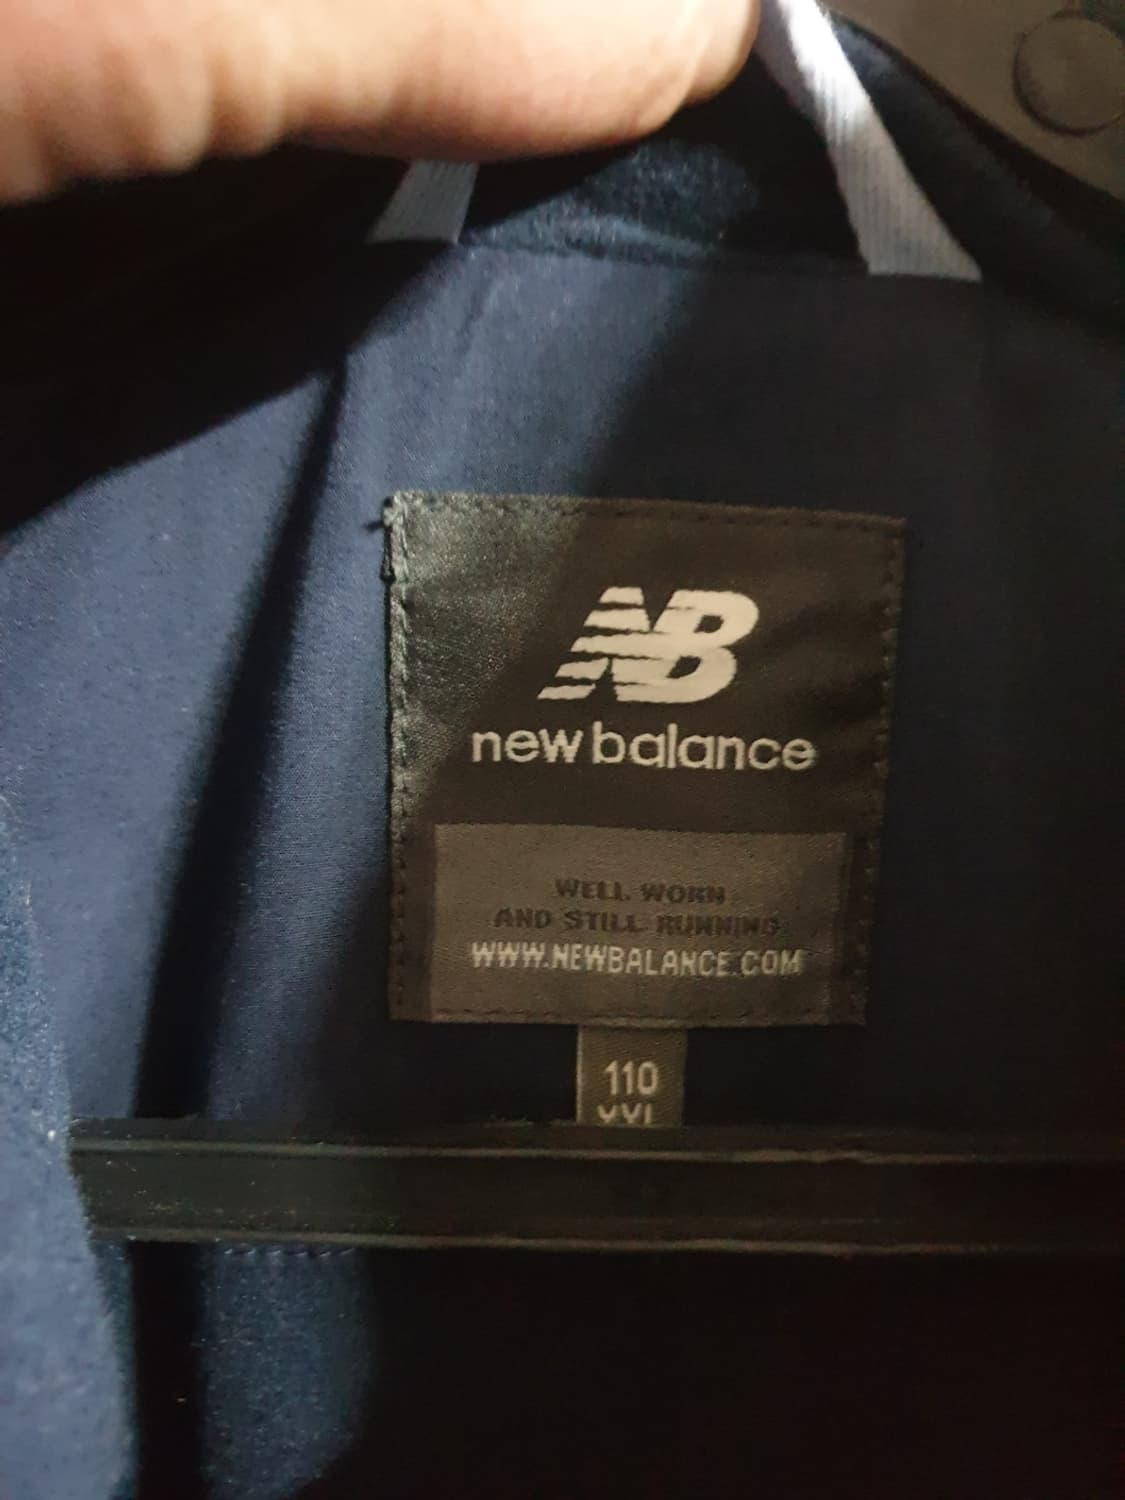 NB
new balance
WELL WORN
AND STILL RUNNING
WWW.NEWBALANCE.COM
110